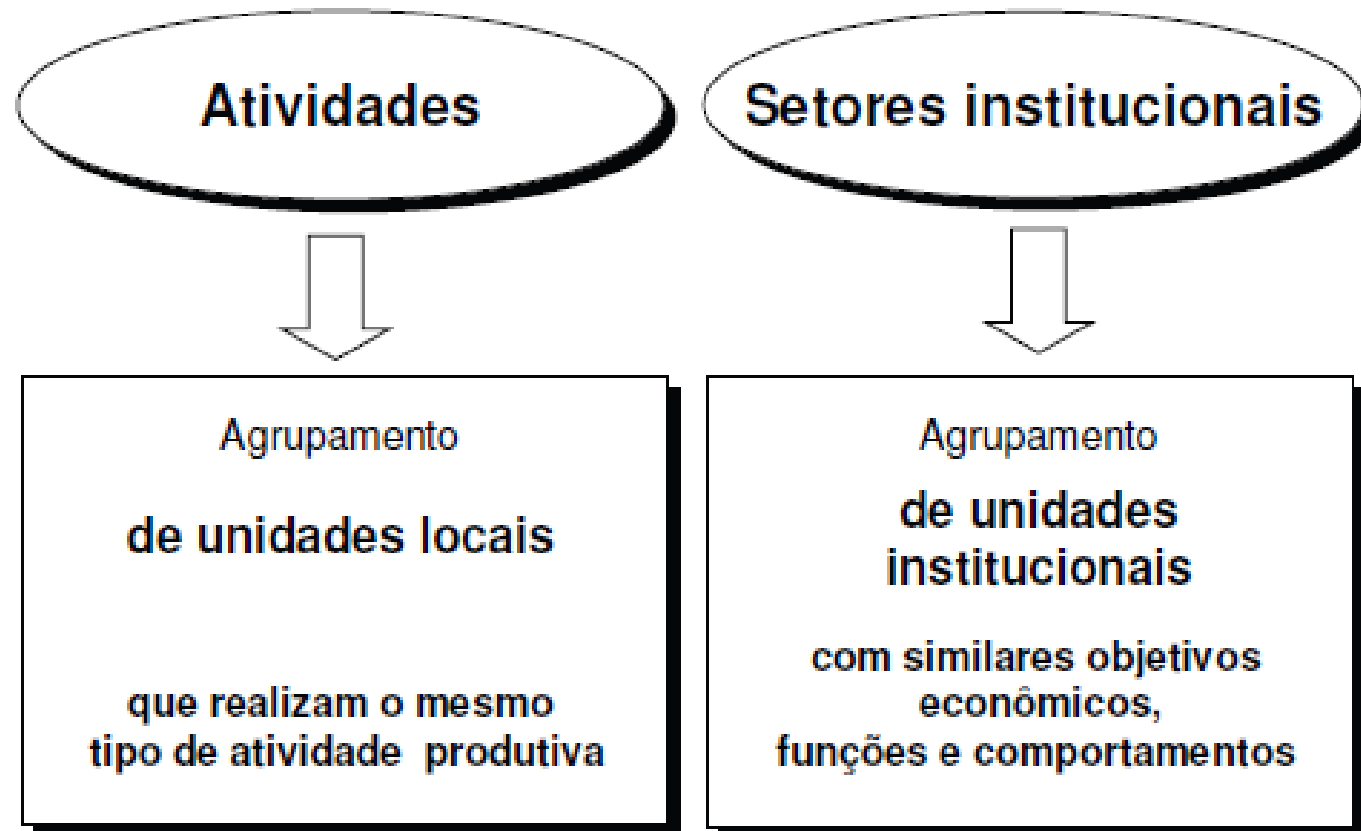 Atividades
Setores institucionais
Agrupamento
de unidades locais
que realizam o mesmo
tipo de atividade produtiva
Agrupamento
de unidades
institucionais
com similares objetivos
econômicos,
funções e comportamentos